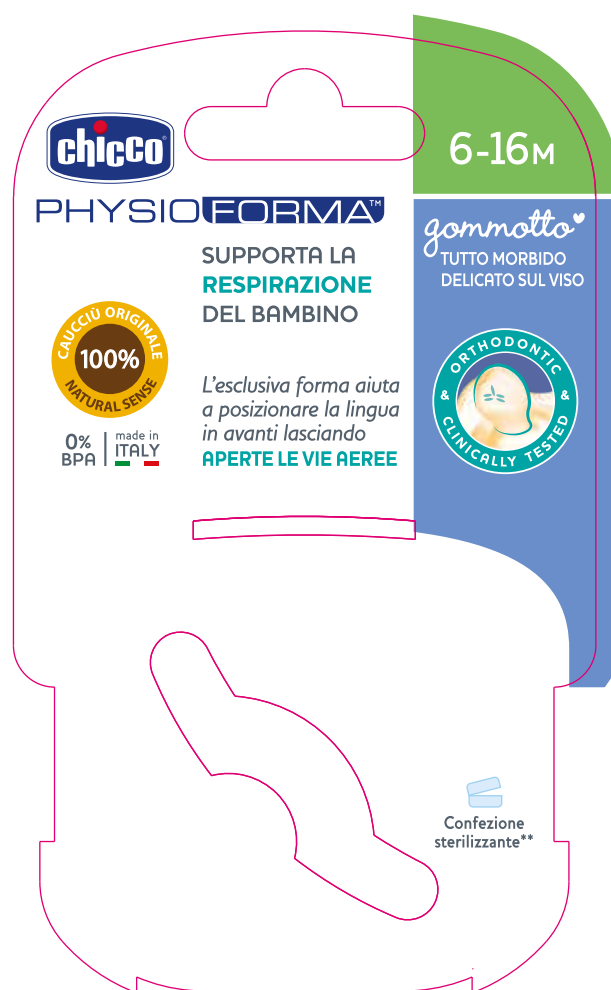 chicco
6-16M
PHYSIOFORMA™
gommotto
TUTTO MORBIDO
DELICATO SUL VISO
SUPPORTA LA
RESPIRAZIONE
DEL BAMBINO
CAUCCIÙ ORIGINALE
100%
NATURAL SENSE
ORTHODONTIC
& CLINICALLY TESTED &
L'esclusiva forma aiuta
a posizionare la lingua
in avanti lasciando
APERTE LE VIE AEREE
0%
BPA
made in
ITALY
Confezione
sterilizzante**